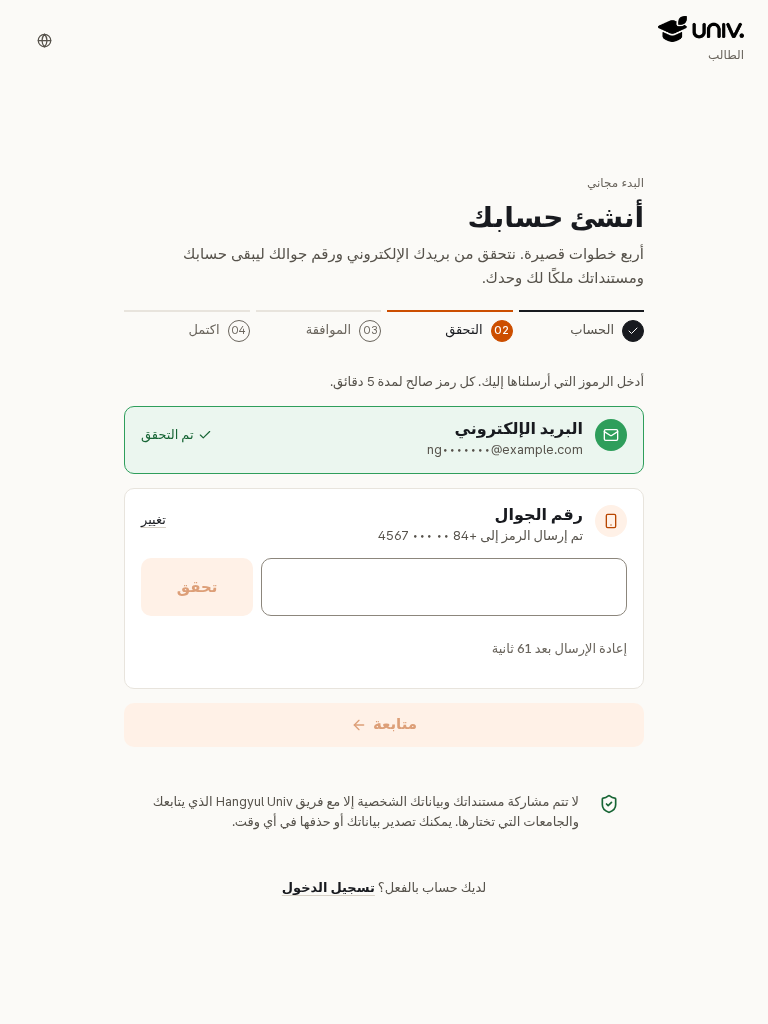 univ.
الطالب
البدء مجاني
أنشئ حسابك
أربع خطوات قصيرة. نتحقق من بريدك الإلكتروني ورقم جوالك ليبقى حسابك
ومستنداتك ملكًا لك وحدك.
الحساب
02 التحقق
03 الموافقة
04 اكتمل
أدخل الرموز التي أرسلناها إليك. كل رمز صالح لمدة 5 دقائق.
البريد الإلكتروني
تم التحقق
ng•••••••@example.com
رقم الجوال
تغيير
تم إرسال الرمز إلى +84 •• ••• 4567
تحقق
إعادة الإرسال بعد 61 ثانية
متابعة
لا تتم مشاركة مستنداتك وبياناتك الشخصية إلا مع فريق Hangyul Univ الذي يتابعك
والجامعات التي تختارها. يمكنك تصدير بياناتك أو حذفها في أي وقت.
لديك حساب بالفعل؟ تسجيل الدخول